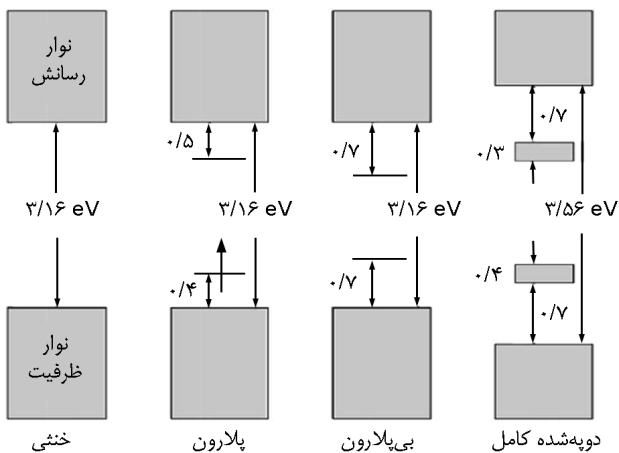 نوار
رسانش
۰/۵
۰/۷
۰/۷
۰/۳
۳/۱۶ eV
۳/۱۶ eV
۳/۱۶ eV
۳/۵۶ eV
۰/۴
۰/۷
۰/۴
۰/۷
نوار
ظرفیت
خنثی
پلارون
بی‌پلارون
دوپه‌شده کامل